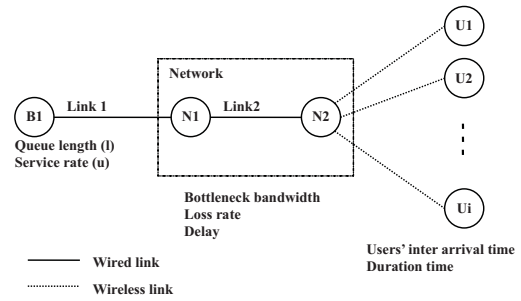 U1
Network
U2
B1
Link 1
N1
Link2
N2
Queue length (l)
Service rate (u)
Bottleneck bandwidth
Loss rate
Delay
Ui
Users' inter arrival time
Duration time
Wired link
Wireless link